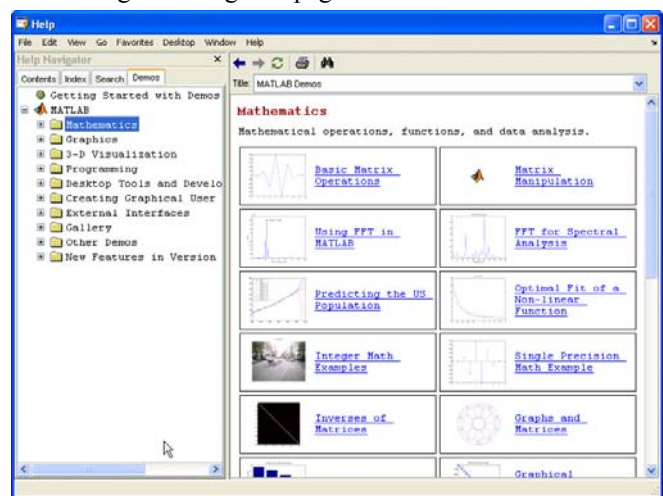 Help
File Edit View Go Favorites Desktop Window Help
Help Navigator
Contents Index Search Demos
Getting Started with Demos
MATLAB
Mathematics
Graphics
3-D Visualization
Programming
Desktop Tools and Develo
Creating Graphical User
External Interfaces
Gallery
Other Demos
New Features in Version
Title: MATLAB Demos
Mathematics
Mathematical operations, functions, and data analysis.
Basic Matrix
Operations
Matrix
Manipulation
Using FFT in
MATLAB
FFT for Spectral
Analysis
Predicting the US
Population
Optimal Fit of a
Non-linear
Function
Integer Math
Examples
Single Precision
Math Example
Inverses of
Matrices
Graphs and
Matrices
Graphical